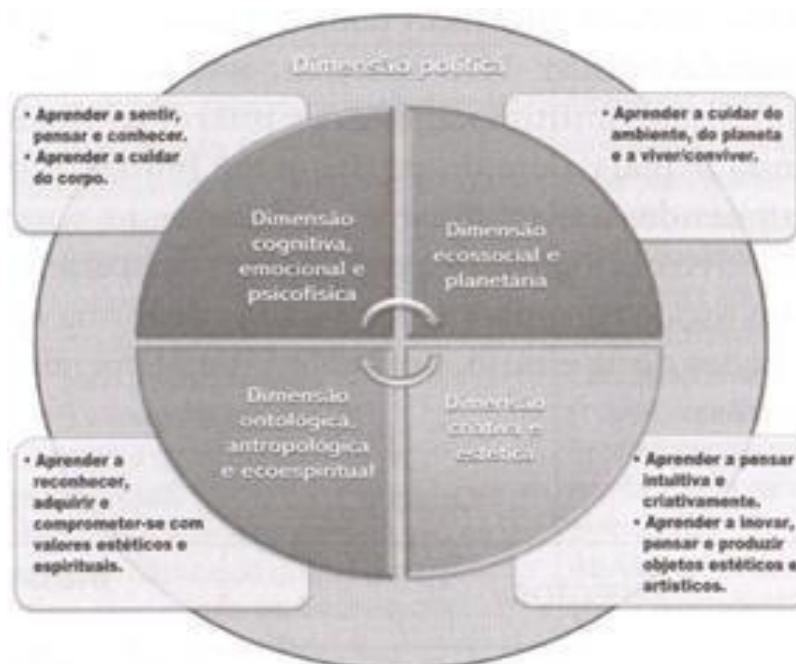 Dimensão política
• Aprender a sentir,
pensar e conhecer.
• Aprender a cuidar
do corpo.
• Aprender a cuidar do
ambiente, do planeta
e a viver/conviver.
Dimensão
cognitiva,
emocional e
psicofísica
Dimensão
ecossocial e
planetária
Dimensão
ontológica,
antropológica
e ecoespiritual
Dimensão
criativa e
estética
• Aprender a
reconhecer,
adquirir e
comprometer-se com
valores estéticos e
espirituais.
• Aprender a pensar
intuitiva e
criativamente.
• Aprender a inovar,
pensar e produzir
objetos estéticos e
artísticos.